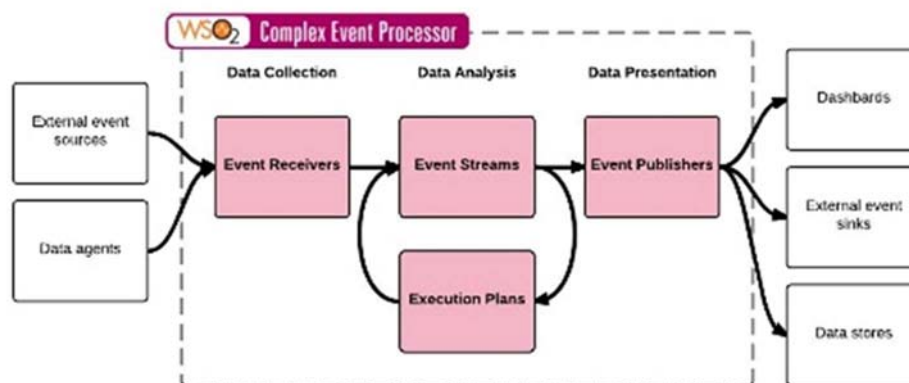 WSO2 Complex Event Processor
Data Collection
Data Analysis
Data Presentation
External event
sources
Data agents
Event Receivers
Event Streams
Event Publishers
Execution Plans
Dashbards
External event
sinks
Data stores